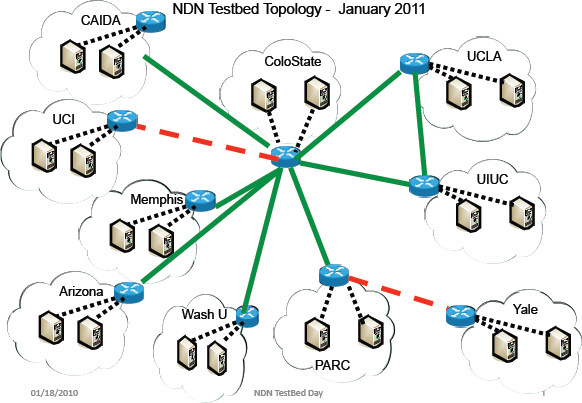 NDN Testbed Topology - January 2011
CAIDA
ColoState
UCLA
UCI
UIUC
Memphis
Arizona
Wash U
PARC
Yale
01/18/2010
NDN TestBed Day
1